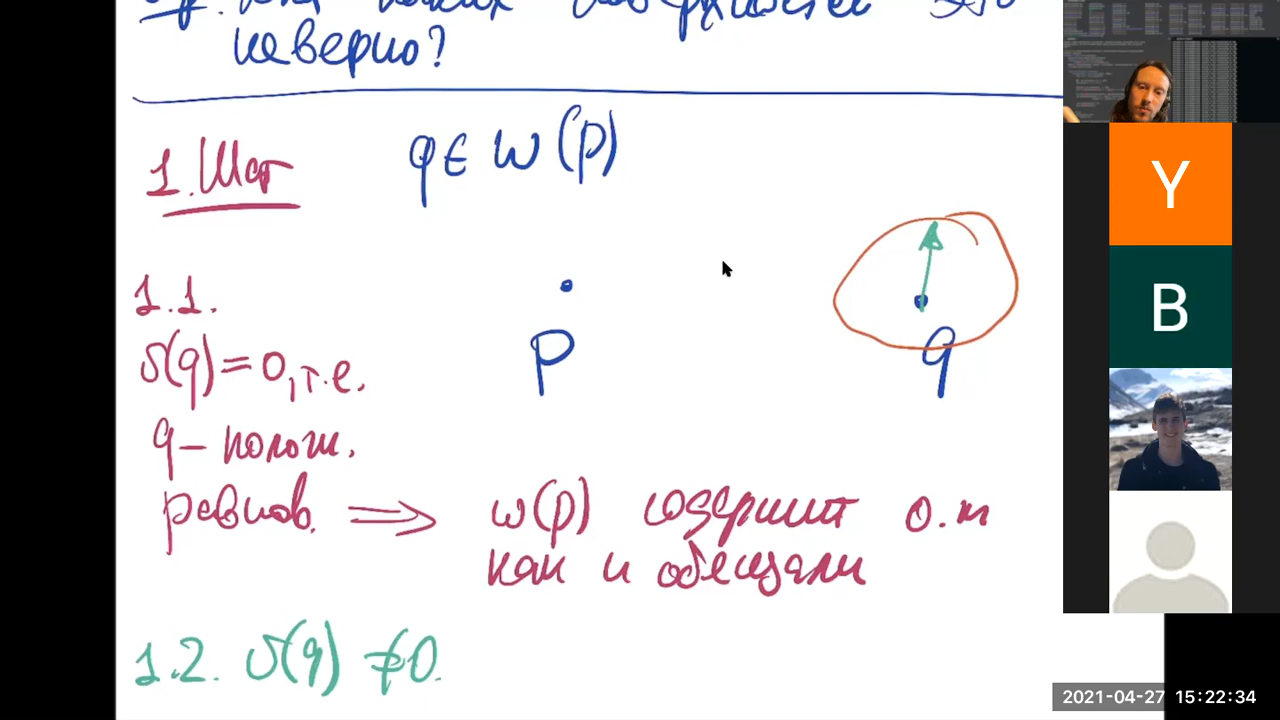 неверно?
1. Шаг
q ∈ ω(p)
1.1.
v(q) = 0, т.е.
q – полож.
равнов. ⇒ ω(p) содержит о.т
как и обещали
p
q
1.2. v(q) ≠ 0.
Y
B
2021-04-27 15:22:34